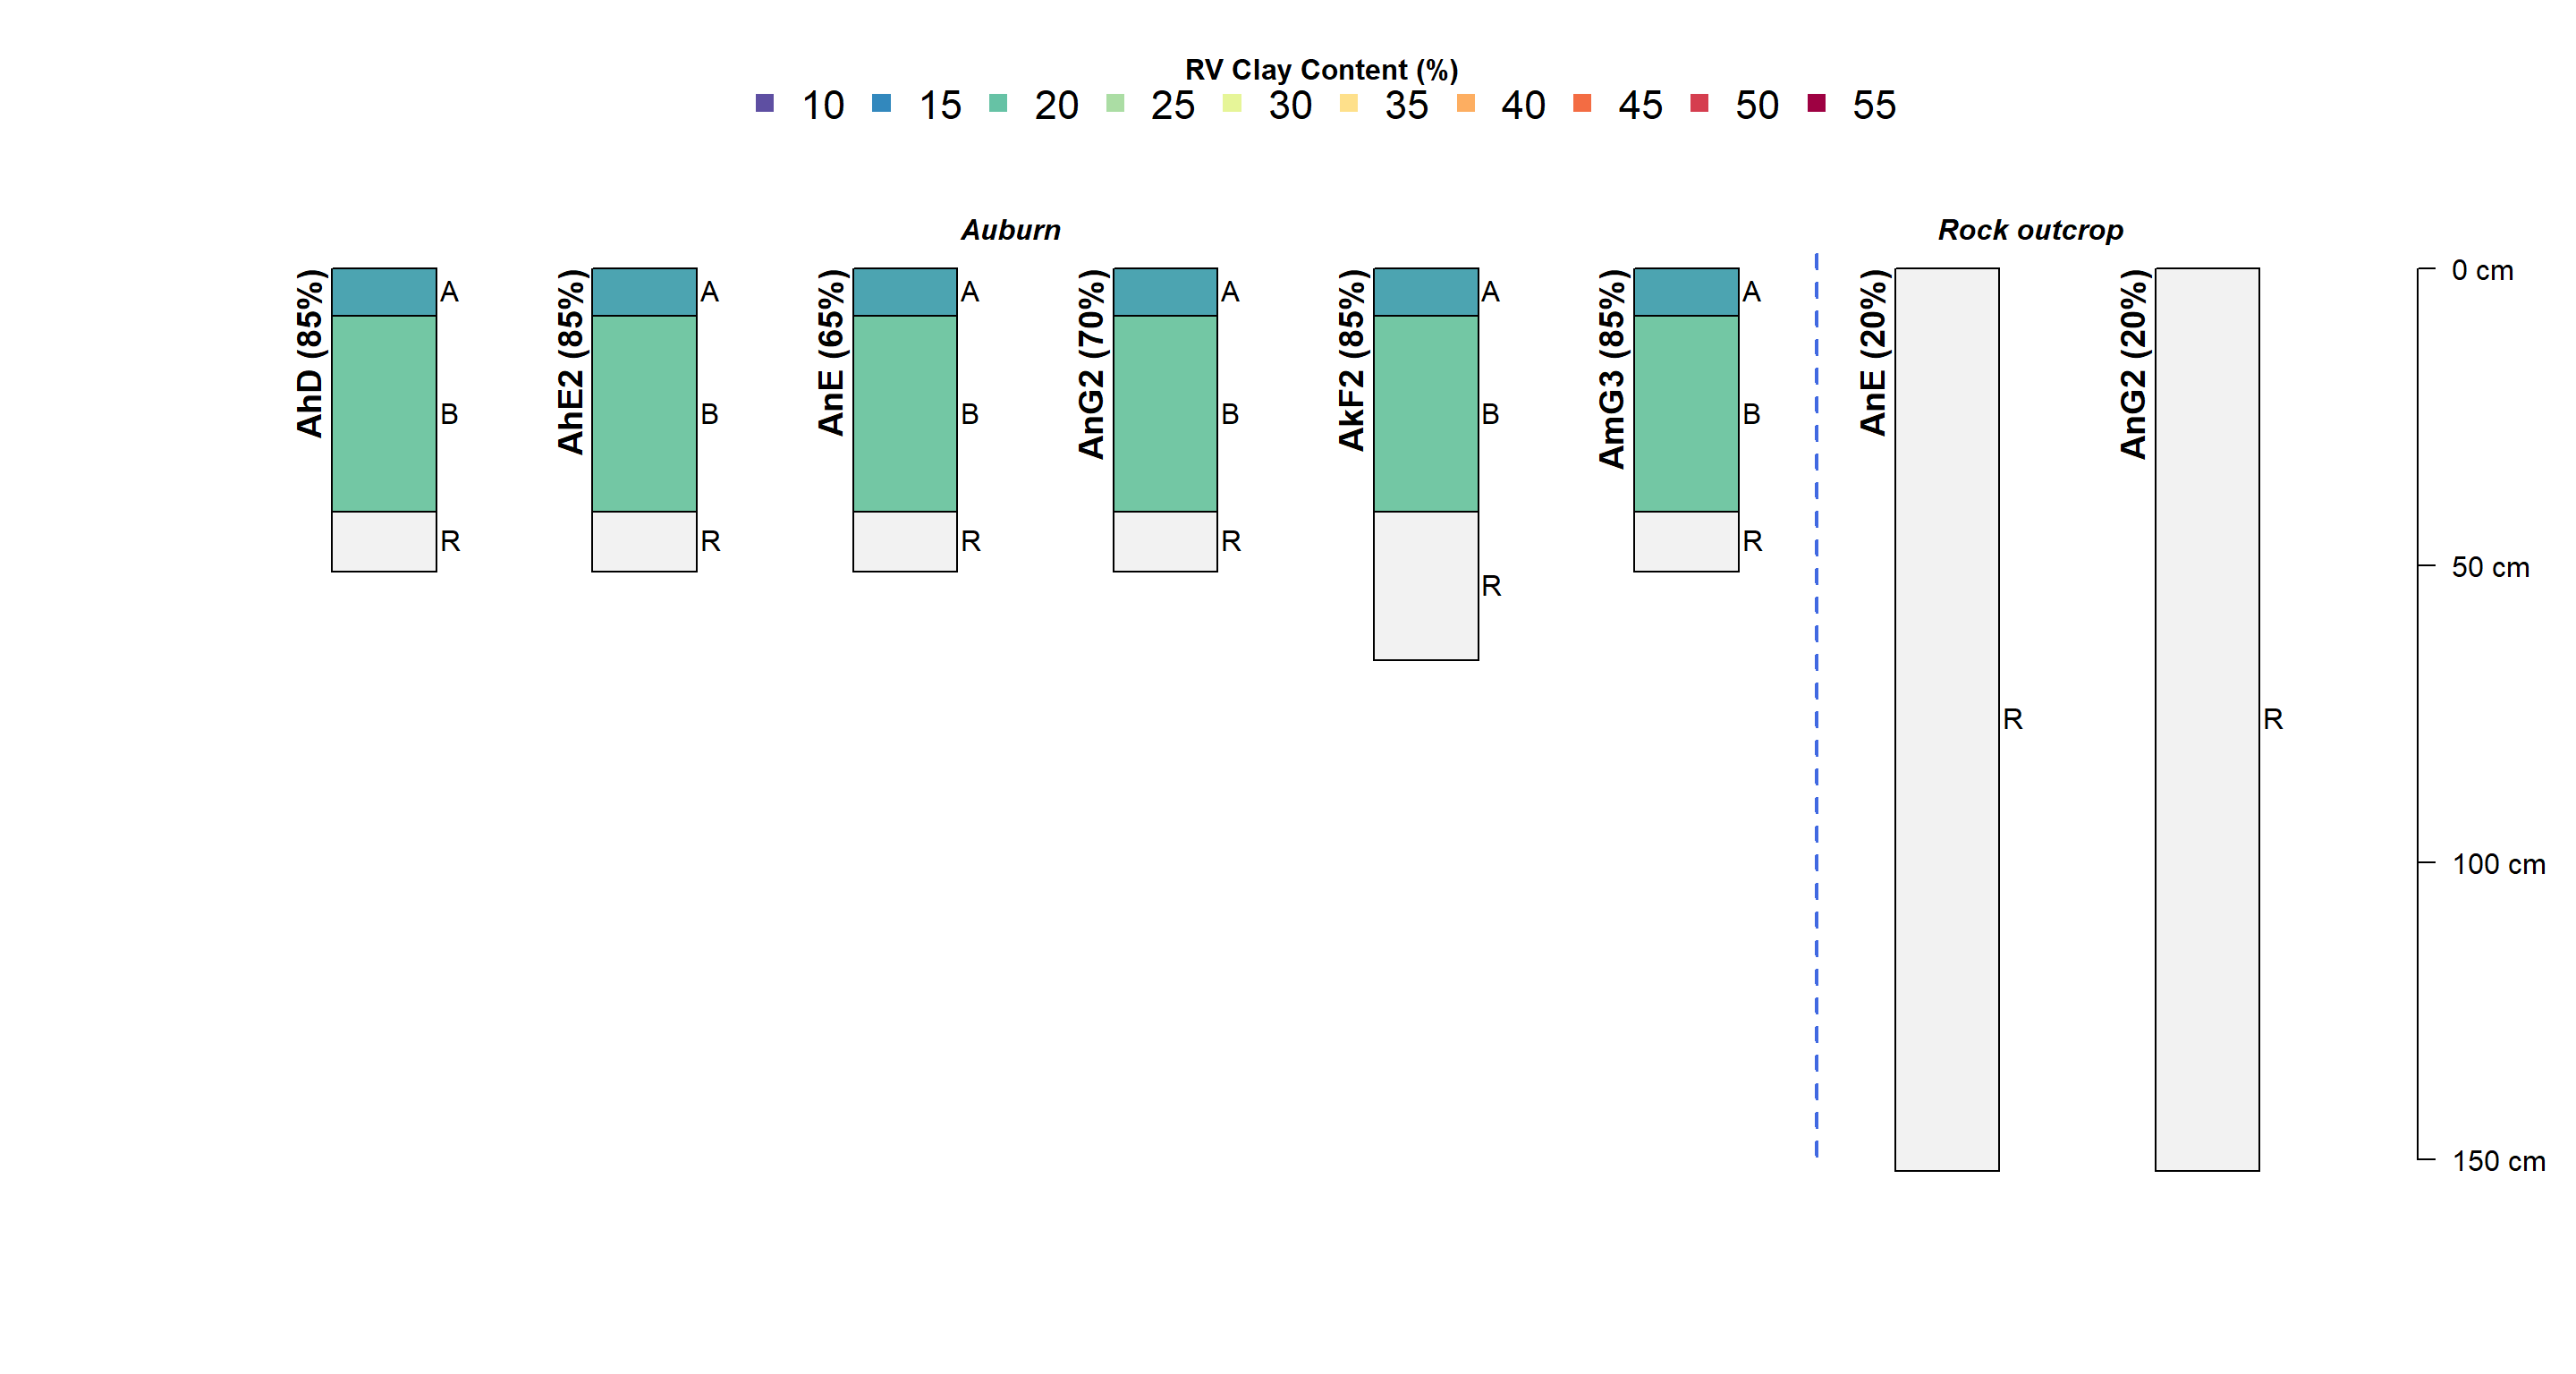 RV Clay Content (%)
10 15 20 25 30 35 40 45 50 55
Auburn
Rock outcrop
AhD (85%)
A
B
R
AhE2 (85%)
A
B
R
AnE (65%)
A
B
R
AnG2 (70%)
A
B
R
AkF2 (85%)
A
B
R
AmG3 (85%)
A
B
R
AnE (20%)
R
AnG2 (20%)
R
0 cm
50 cm
100 cm
150 cm